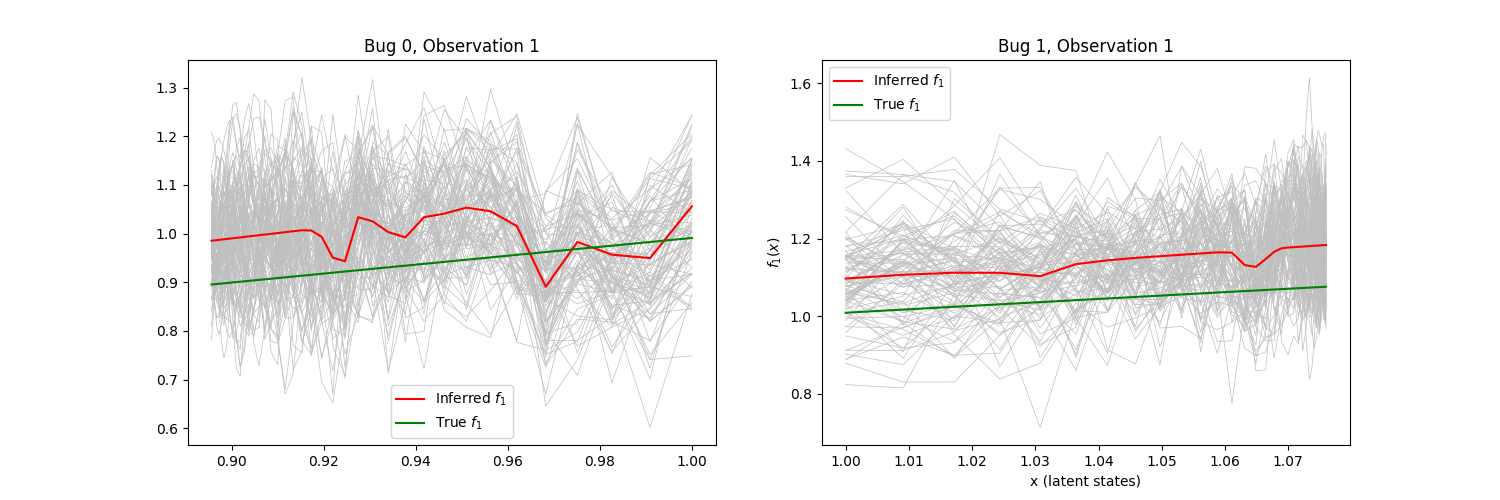 Bug 0, Observation 1
1.3
1.2
1.1
1.0
0.9
0.8
0.7
0.6
Inferred f₁
True f₁
0.90 0.92 0.94 0.96 0.98 1.00
Bug 1, Observation 1
Inferred f₁
True f₁
1.6
1.4
1.2
1.0
0.8
f₁(x)
1.00 1.01 1.02 1.03 1.04 1.05 1.06 1.07
x (latent states)